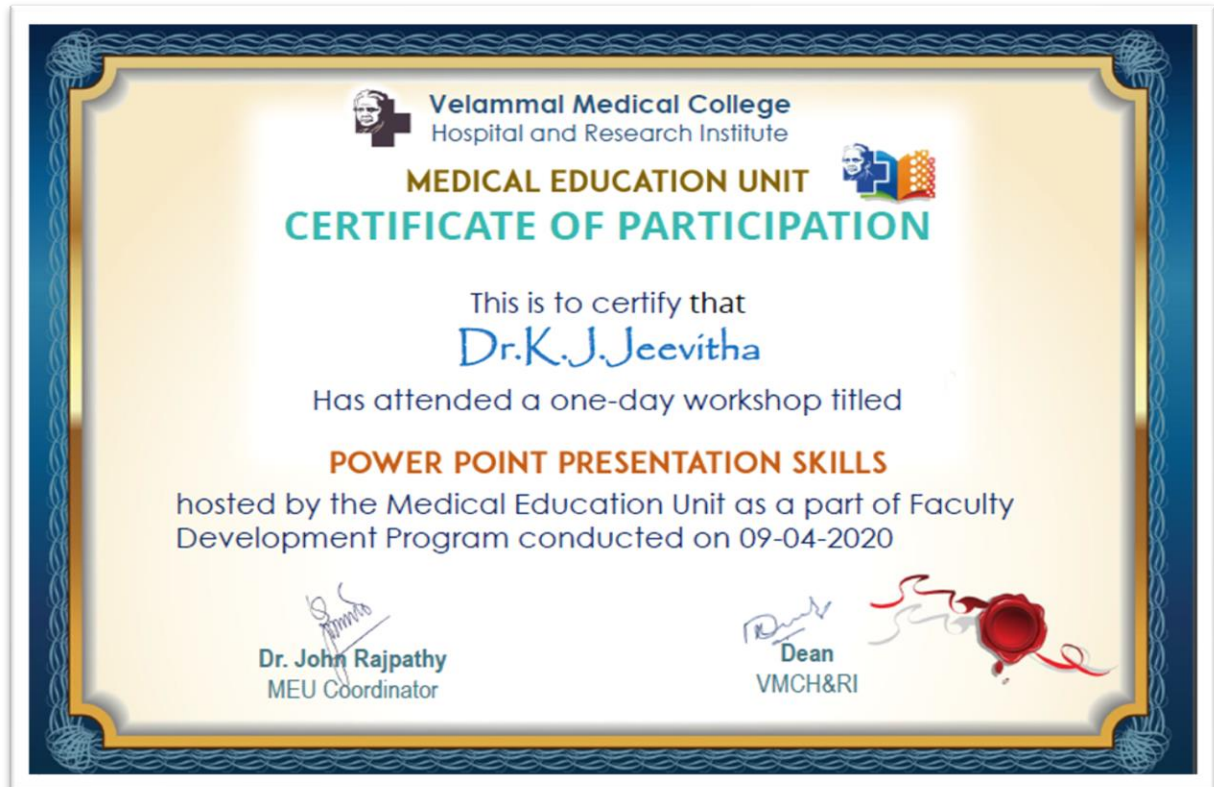 Velammal Medical College
Hospital and Research Institute
MEDICAL EDUCATION UNIT
CERTIFICATE OF PARTICIPATION
This is to certify that
Dr.K.J.Jeevitha
Has attended a one-day workshop titled
POWER POINT PRESENTATION SKILLS
hosted by the Medical Education Unit as a part of Faculty
Development Program conducted on 09-04-2020
Dr. John Rajpathy
MEU Coordinator
Dean
VMCH&RI